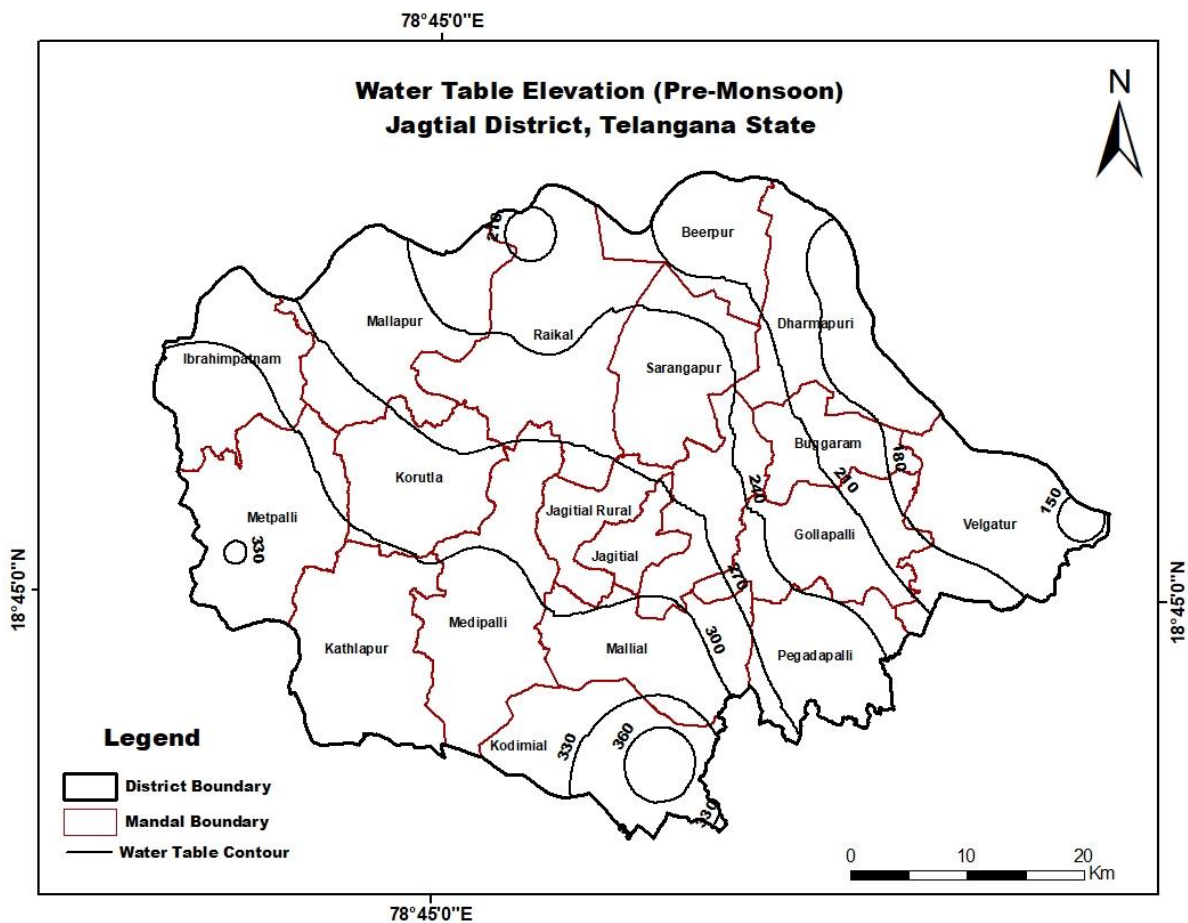 78°45'0"E
Water Table Elevation (Pre-Monsoon)
Jagtial District, Telangana State
N
210
Beerpur
Mallapur
Raikal
Dharmapuri
Ibrahimpatnam
Sarangapur
Buggaram
180
Korutla
210
240
150
Metpalli
Jagitial Rural
Velgatur
Gollapalli
330
Jagitial
270
18°45'0"N
18°45'0"N
Medipalli
300
Kathlapur
Mallial
Pegadapalli
Kodimial
330
360
330
Legend
District Boundary
Mandal Boundary
Water Table Contour
0 10 20
Km
78°45'0"E